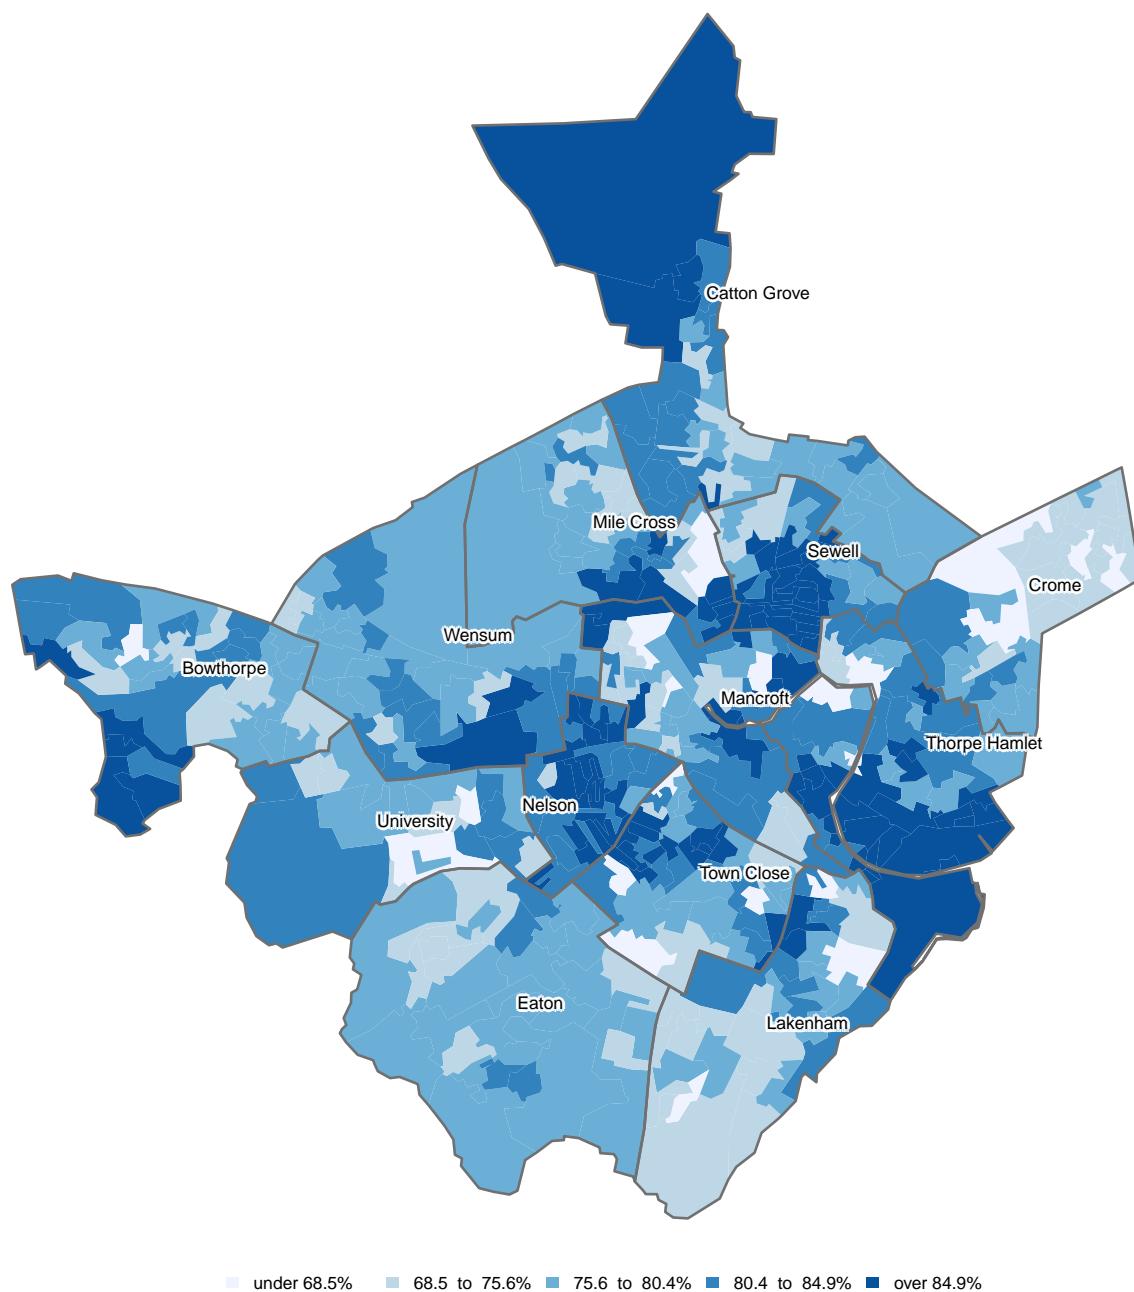 Catton Grove
Mile Cross
Sewell
Crome
Wensum
Bowthorpe
Mancroft
Thorpe Hamlet
Nelson
University
Town Close
Eaton
Lakenham
under 68.5% 68.5 to 75.6% 75.6 to 80.4% 80.4 to 84.9% over 84.9%